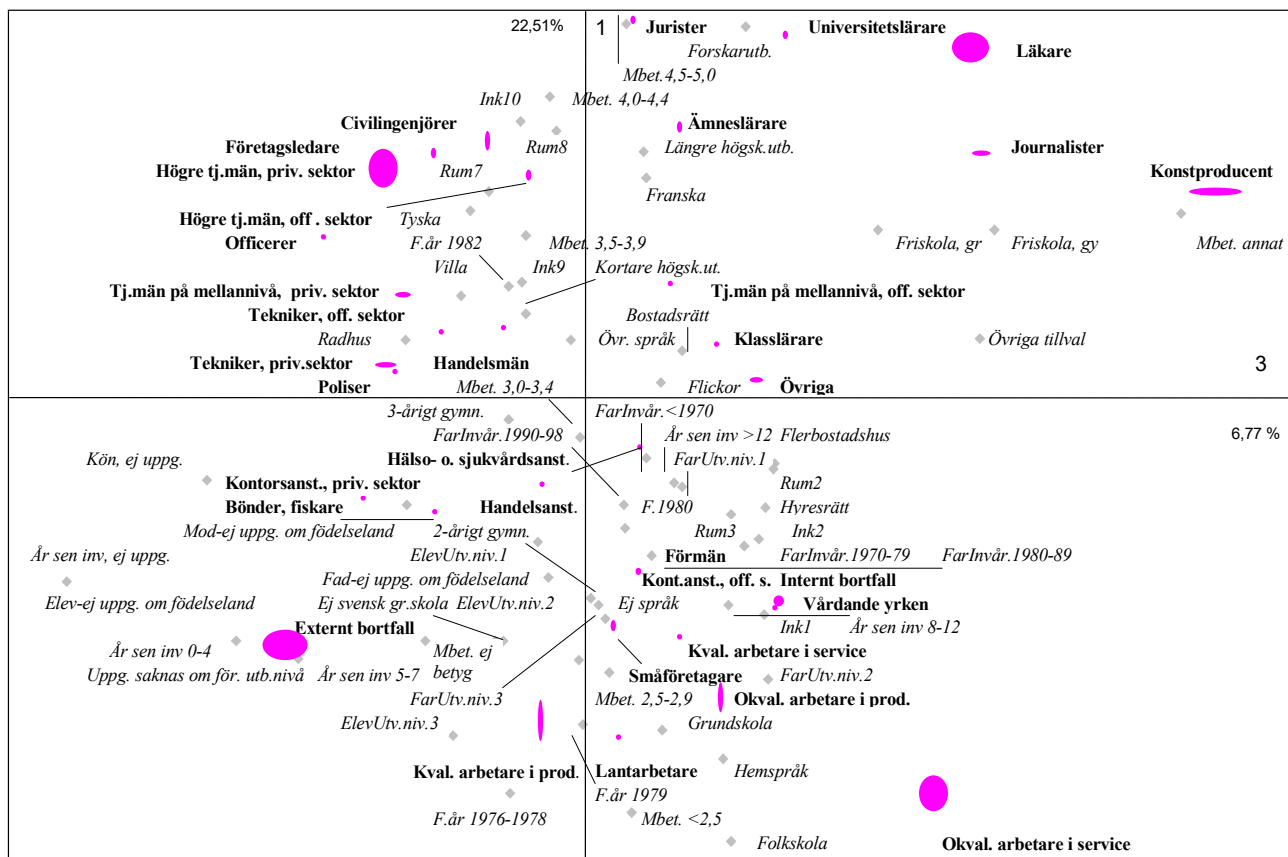 22,51%
1
Jurister
Universitetslärare
Forskarutb.
Läkare
Mbet.4,5-5,0
Ink10
Mbet. 4,0-4,4
Civilingenjörer
Ämneslärare
Företagsledare
Rum8
Längre högsk.utb.
Journalister
Högre tj.män, priv. sektor
Rum7
Konstproducent
Franska
Högre tj.män, off . sektor
Tyska
Officerer
F.år 1982
Mbet. 3,5-3,9
Friskola, gr
Friskola, gy
Mbet. annat
Villa
Ink9
Kortare högsk.ut.
Tj.män på mellannivå, priv. sektor
Tj.män på mellannivå, off. sektor
Tekniker, off. sektor
Bostadsrätt
Radhus
Övr. språk
Klasslärare
Övriga tillval
Tekniker, priv.sektor
Handelsmän
3
Poliser
Mbet. 3,0-3,4
Flickor
Övriga
3-årigt gymn.
FarInvår.<1970
FarInvår.1990-98
År sen inv >12
Flerbostadshus
6,77 %
Kön, ej uppg.
Hälso- o. sjukvårdsanst.
FarUtv.niv.1
Kontorsanst., priv. sektor
Rum2
Bönder, fiskare
Handelsanst.
F.1980
Hyresrätt
Mod-ej uppg. om födelseland
2-årigt gymn.
Rum3
Ink2
År sen inv, ej uppg.
ElevUtv.niv.1
Förmän
FarInvår.1970-79
FarInvår.1980-89
Fad-ej uppg. om födelseland
Kont.anst., off. s.
Internt bortfall
Elev-ej uppg. om födelseland
Ej svensk gr.skola
ElevUtv.niv.2
Ej språk
Vårdande yrken
Externt bortfall
Ink1
År sen inv 8-12
År sen inv 0-4
Mbet. ej
betyg
Kval. arbetare i service
Uppg. saknas om för. utb.nivå
År sen inv 5-7
Småföretagare
FarUtv.niv.2
FarUtv.niv.3
Mbet. 2,5-2,9
Okval. arbetare i prod.
ElevUtv.niv.3
Grundskola
Kval. arbetare i prod.
Lantarbetare
Hemspråk
F.år 1979
F.år 1976-1978
Mbet. <2,5
Folkskola
Okval. arbetare i service